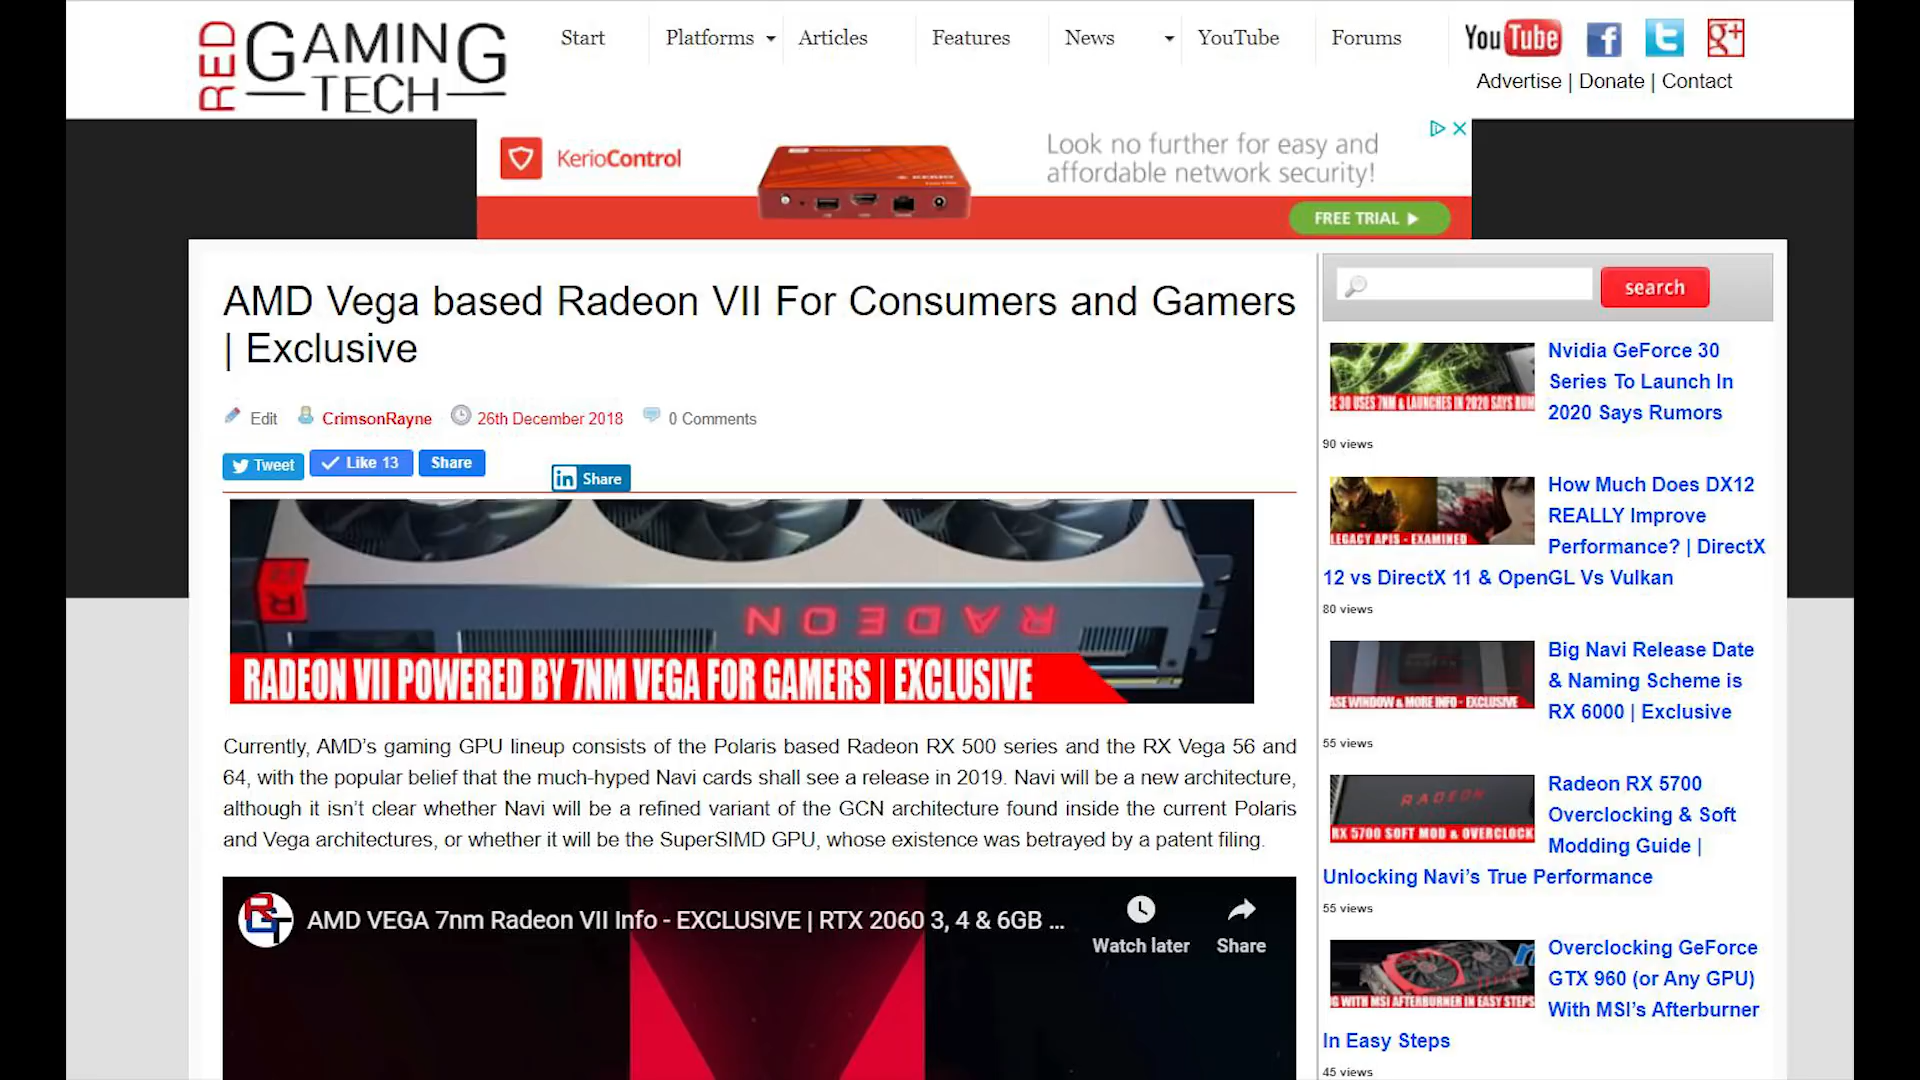 RED GAMING TECH
Start
Platforms
Articles
Features
News
YouTube
Forums
You Tube
Advertise | Donate | Contact
KerioControl
Look no further for easy and
affordable network security!
FREE TRIAL
AMD Vega based Radeon VII For Consumers and Gamers
| Exclusive
Edit CrimsonRayne 26th December 2018 0 Comments
Tweet
Like 13
Share
in Share
RADEON
RADEON VII POWERED BY 7NM VEGA FOR GAMERS | EXCLUSIVE
Currently, AMD's gaming GPU lineup consists of the Polaris based Radeon RX 500 series and the RX Vega 56 and
64, with the popular belief that the much-hyped Navi cards shall see a release in 2019. Navi will be a new architecture,
although it isn't clear whether Navi will be a refined variant of the GCN architecture found inside the current Polaris
and Vega architectures, or whether it will be the SuperSIMD GPU, whose existence was betrayed by a patent filing.
RGT
AMD VEGA 7nm Radeon VII Info - EXCLUSIVE | RTX 2060 3, 4 & 6GB ...
Watch later
Share
search
E 30 USES 7NM & LAUNCHES IN 2020 SAYS RUM
Nvidia GeForce 30
Series To Launch In
2020 Says Rumors
90 views
LEGACY APIS - EXAMINED
How Much Does DX12
REALLY Improve
Performance? | DirectX
12 vs DirectX 11 & OpenGL Vs Vulkan
80 views
ASE WINDOW & MORE INFO - EXCLUSIVE
Big Navi Release Date
& Naming Scheme is
RX 6000 | Exclusive
55 views
RADEON
RX 5700 SOFT MOD & OVERCLOCK
Radeon RX 5700
Overclocking & Soft
Modding Guide |
Unlocking Navi's True Performance
55 views
G WITH MSI AFTERBURNER IN EASY STEPS
Overclocking GeForce
GTX 960 (or Any GPU)
With MSI's Afterburner
In Easy Steps
45 views